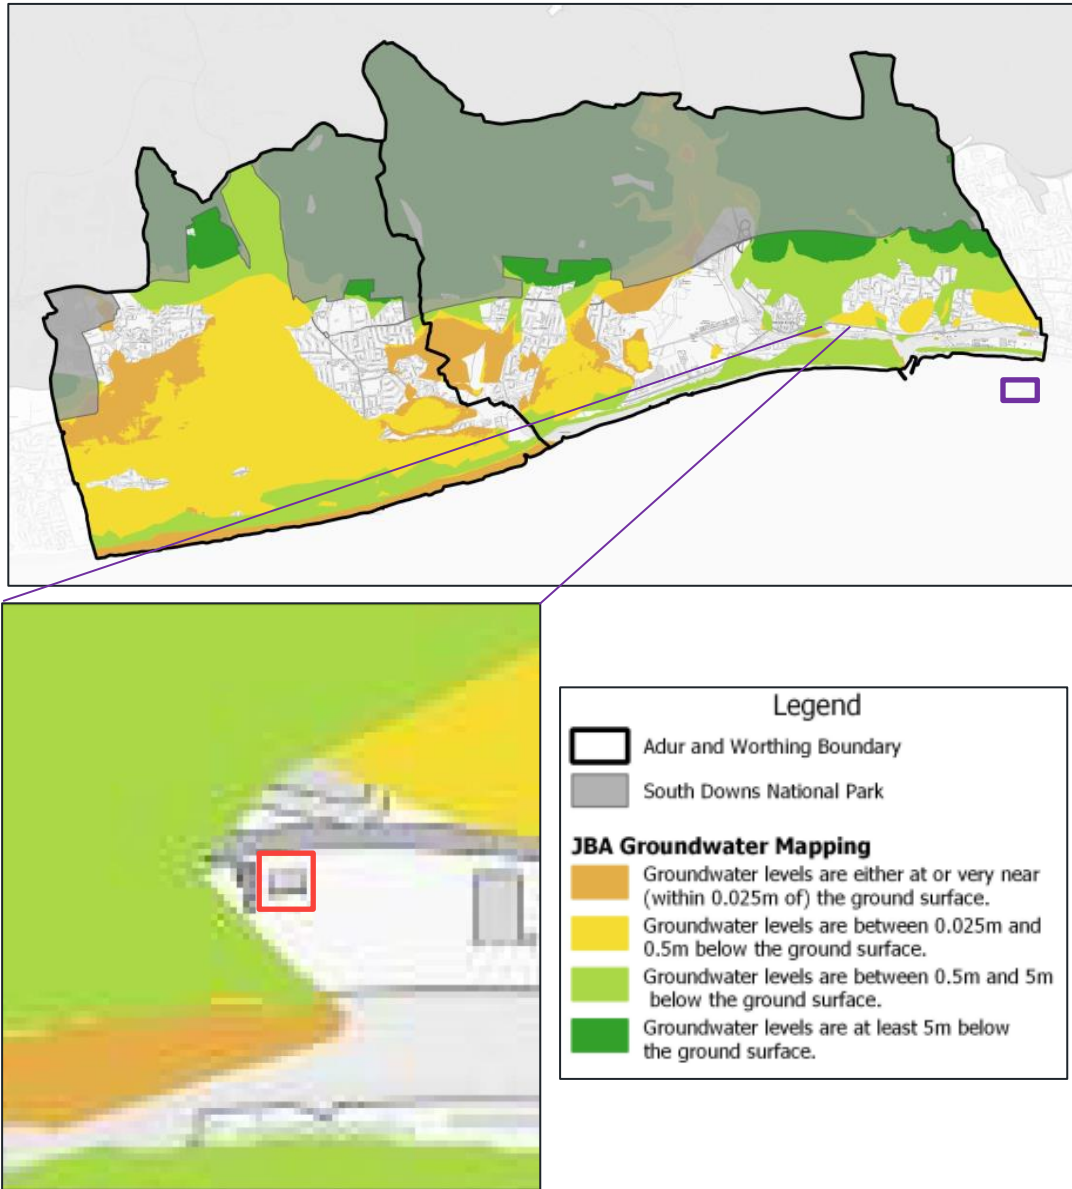 Legend
Adur and Worthing Boundary
South Downs National Park
JBA Groundwater Mapping
Groundwater levels are either at or very near
(within 0.025m of) the ground surface.
Groundwater levels are between 0.025m and
0.5m below the ground surface.
Groundwater levels are between 0.5m and 5m
below the ground surface.
Groundwater levels are at least 5m below
the ground surface.